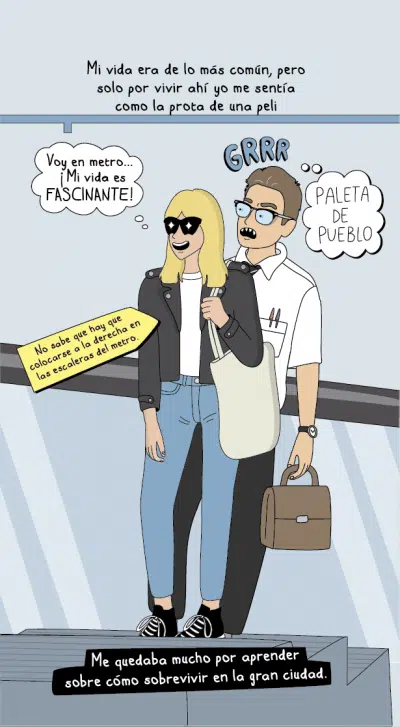 Mi vida era de lo más común, pero
solo por vivir ahí yo me sentía
como la prota de una peli
Voy en metro...
¡Mi vida es
FASCINANTE!
GRRR
PALETA
DE
PUEBLO
No sabe que hay que
colocarse a la derecha en
las escaleras del metro.
Me quedaba mucho por aprender
sobre cómo sobrevivir en la gran ciudad.